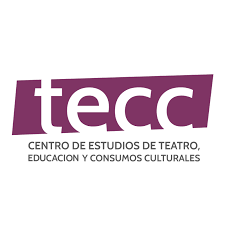 tecc
CENTRO DE ESTUDIOS DE TEATRO,
EDUCACION Y CONSUMOS CULTURALES